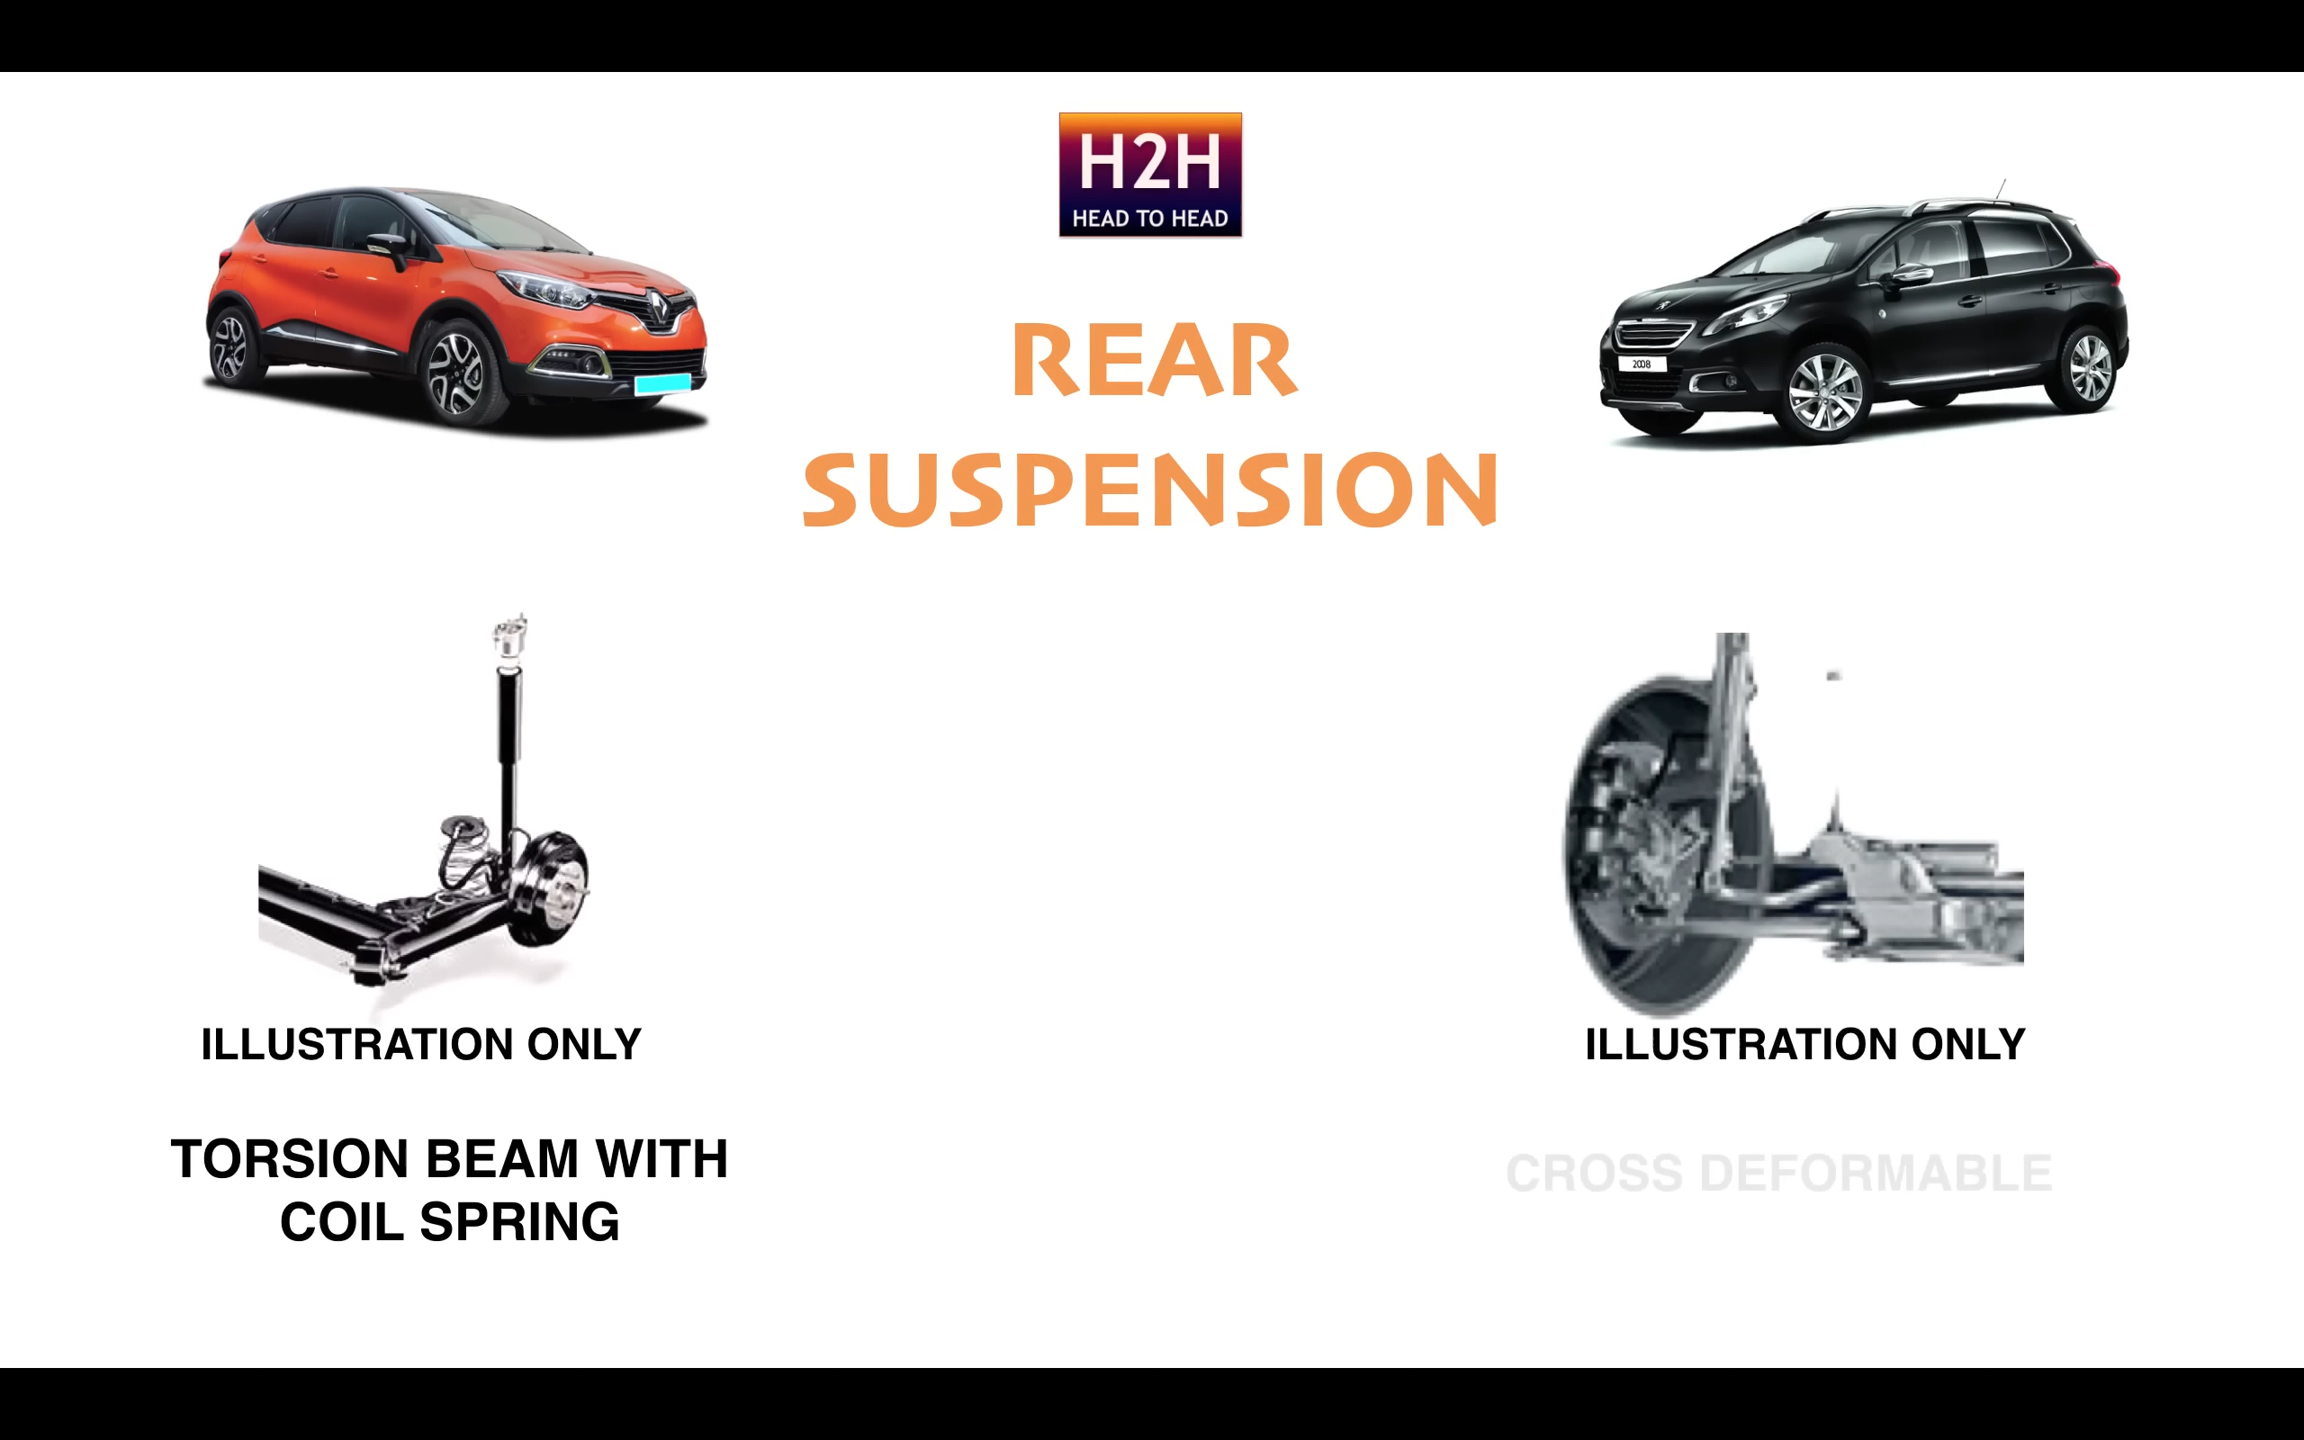 H2H
HEAD TO HEAD
REAR
SUSPENSION
2008
ILLUSTRATION ONLY
ILLUSTRATION ONLY
TORSION BEAM WITH
COIL SPRING
CROSS DEFORMABLE